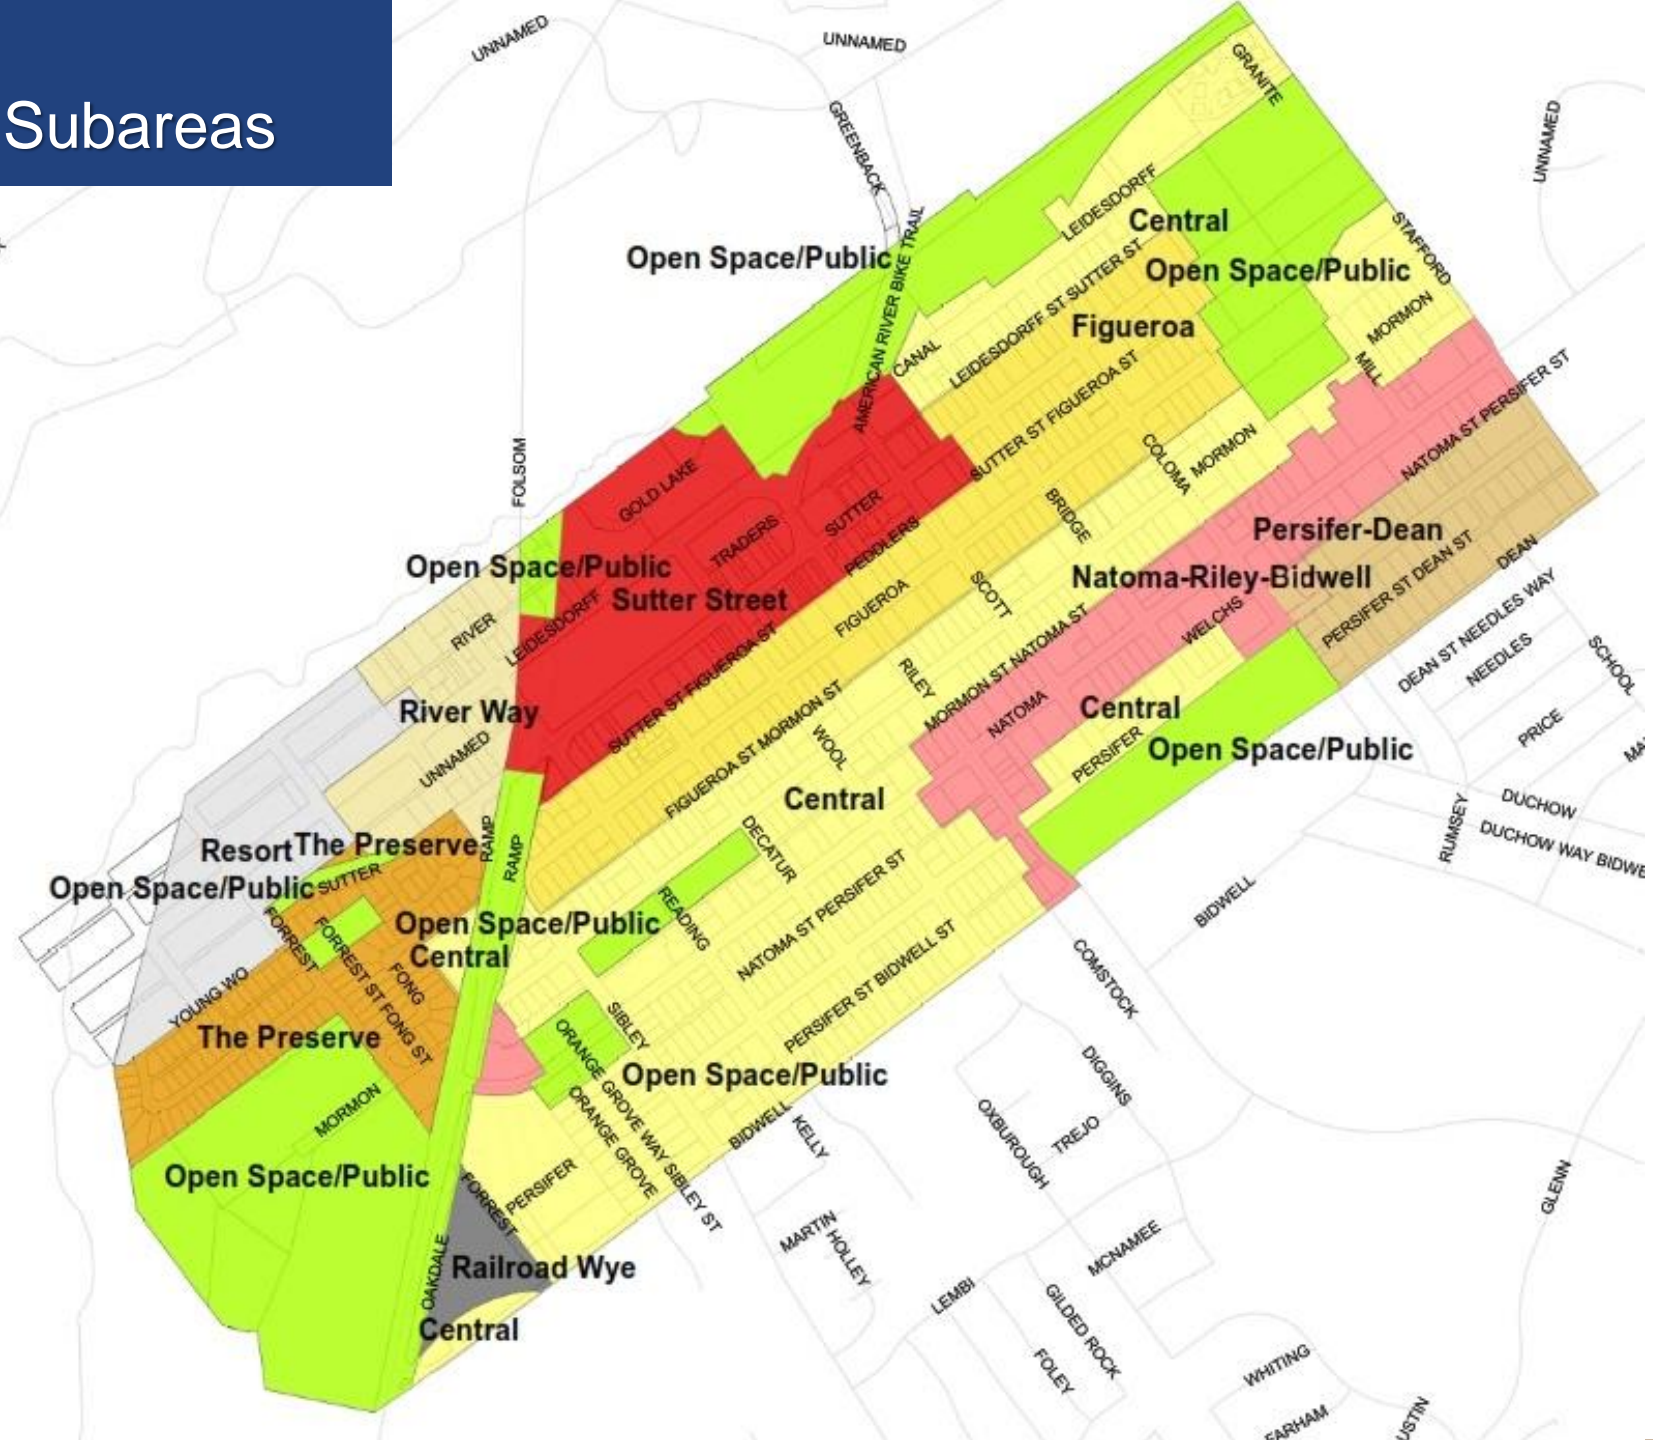 Subareas
UNNAMED
UNNAMED
GREENBACK
GRANITE
UNNAMED
LEIDESDORFF
Central
STAFFORD
Open Space/Public
AMERICAN RIVER BIKE TRAIL
Open Space/Public
LEIDESDORFF ST SUTTER ST
MORMON
Figueroa
CANAL
MILL
SUTTER ST FIGUEROA ST
NATOMA ST PERSIFER ST
FOLSOM
GOLD LAKE
COLOMA
MORMON
TRADERS
SUTTER
PEDDLERS
BRIDGE
Persifer-Dean
Open Space/Public
SCOTT
Natoma-Riley-Bidwell
PERSIFER ST DEAN ST
DEAN
LEIDESDORFF
Sutter Street
FIGUEROA
RIVER
WELCHS
DEAN ST NEEDLES WAY
NEEDLES
SCHOOL
SUTTER ST FIGUEROA ST
RILEY
MORMON ST NATOMA ST
River Way
NATOMA
Central
UNNAMED
FIGUEROA ST MORMON ST
WOOL
PERSIFER
Open Space/Public
PRICE
MA
Central
DUCHOW
RUMSEY
DUCHOW WAY BIDWE
Resort
The Preserve
RAMP
RAMP
DECATUR
Open Space/Public
SUTTER
READING
NATOMA ST PERSIFER ST
BIDWELL
FORREST
FORREST ST FONG ST
Open Space/Public
Central
FONG
PERSIFER ST BIDWELL ST
COMSTOCK
YOUNG WO
SIBLEY
The Preserve
ORANGE GROVE WAY SIBLEY ST
Open Space/Public
DIGGINS
MORMON
ORANGE GROVE
BIDWELL
KELLY
OXBUROUGH
TREJO
Open Space/Public
FORREST
PERSIFER
GLENN
MARTIN
HOLLEY
MCNAMEE
OAKDALE
Railroad Wye
LEMBI
GILDED ROCK
Central
FOLEY
WHITING
FARHAM
USTIN